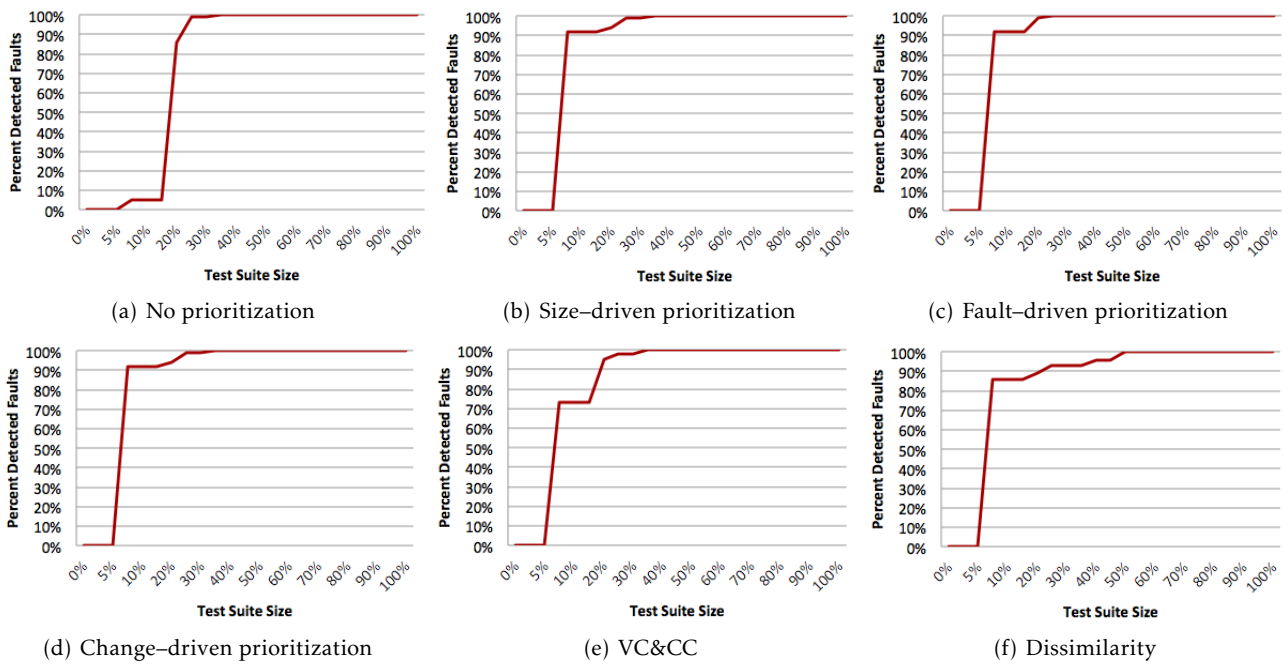 100%
90%
80%
70%
60%
50%
40%
30%
20%
10%
0%
Percent Detected Faults
0% 5% 10% 20% 30% 40% 50% 60% 70% 80% 90% 100%
Test Suite Size
(a) No prioritization
100%
90%
80%
70%
60%
50%
40%
30%
20%
10%
0%
Percent Detected Faults
0% 5% 10% 20% 30% 40% 50% 60% 70% 80% 90% 100%
Test Suite Size
(b) Size–driven prioritization
100%
90%
80%
70%
60%
50%
40%
30%
20%
10%
0%
Percent Detected Faults
0% 5% 10% 20% 30% 40% 50% 60% 70% 80% 90% 100%
Test Suite Size
(c) Fault–driven prioritization
100%
90%
80%
70%
60%
50%
40%
30%
20%
10%
0%
Percent Detected Faults
0% 5% 10% 20% 30% 40% 50% 60% 70% 80% 90% 100%
Test Suite Size
(d) Change–driven prioritization
100%
90%
80%
70%
60%
50%
40%
30%
20%
10%
0%
Percent Detected Faults
0% 5% 10% 20% 30% 40% 50% 60% 70% 80% 90% 100%
Test Suite Size
(e) VC&CC
100%
90%
80%
70%
60%
50%
40%
30%
20%
10%
0%
Percent Detected Faults
0% 5% 10% 20% 30% 40% 50% 60% 70% 80% 90% 100%
Test Suite Size
(f) Dissimilarity